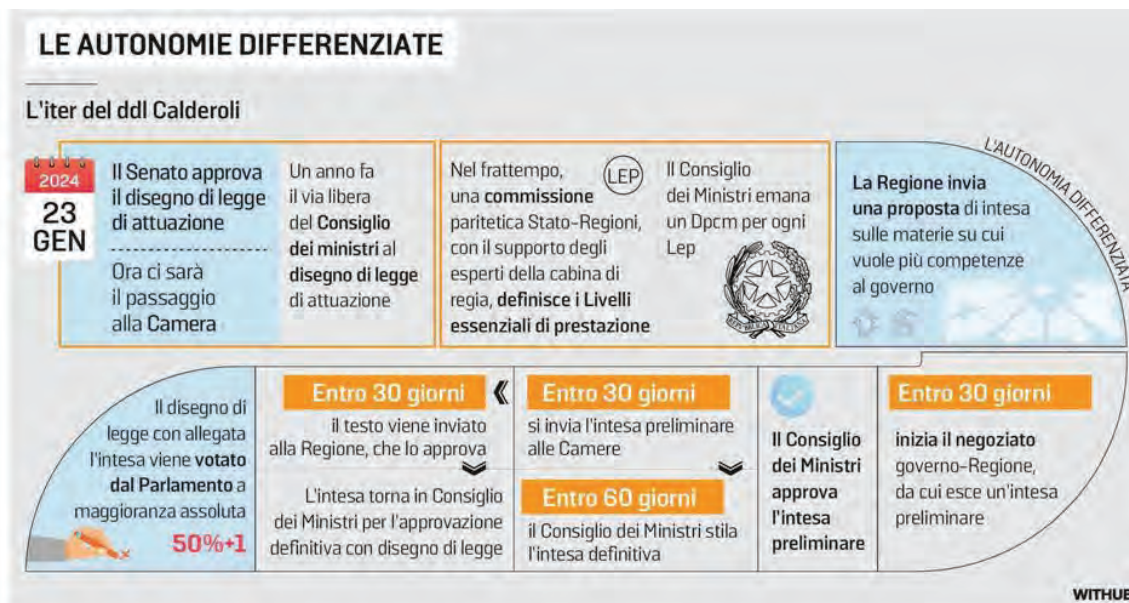 LE AUTONOMIE DIFFERENZIATE
L'iter del ddl Calderoli
2024
23
GEN
Il Senato approva
il disegno di legge
di attuazione
Ora ci sarà
il passaggio
alla Camera
Un anno fa
il via libera
del Consiglio
dei ministri al
disegno di legge
di attuazione
Nel frattempo,
una commissione
paritetica Stato-Regioni,
con il supporto degli
esperti della cabina di
regia, definisce i Livelli
essenziali di prestazione
LEP
Il Consiglio
dei Ministri emana
un Dpcm per ogni
Lep
REPVBBLICA ITALIANA
L'AUTONOMIA DIFFERENZIATA
La Regione invia
una proposta di intesa
sulle materie su cui
vuole più competenze
al governo
Entro 30 giorni
inizia il negoziato
governo-Regione,
da cui esce un'intesa
preliminare
Il Consiglio
dei Ministri
approva
l'intesa
preliminare
Entro 30 giorni
si invia l'intesa preliminare
alle Camere
Entro 60 giorni
il Consiglio dei Ministri stila
l'intesa definitiva
Entro 30 giorni
il testo viene inviato
alla Regione, che lo approva
L'intesa torna in Consiglio
dei Ministri per l'approvazione
definitiva con disegno di legge
Il disegno di
legge con allegata
l'intesa viene votato
dal Parlamento a
maggioranza assoluta
50%+1
WITHUB